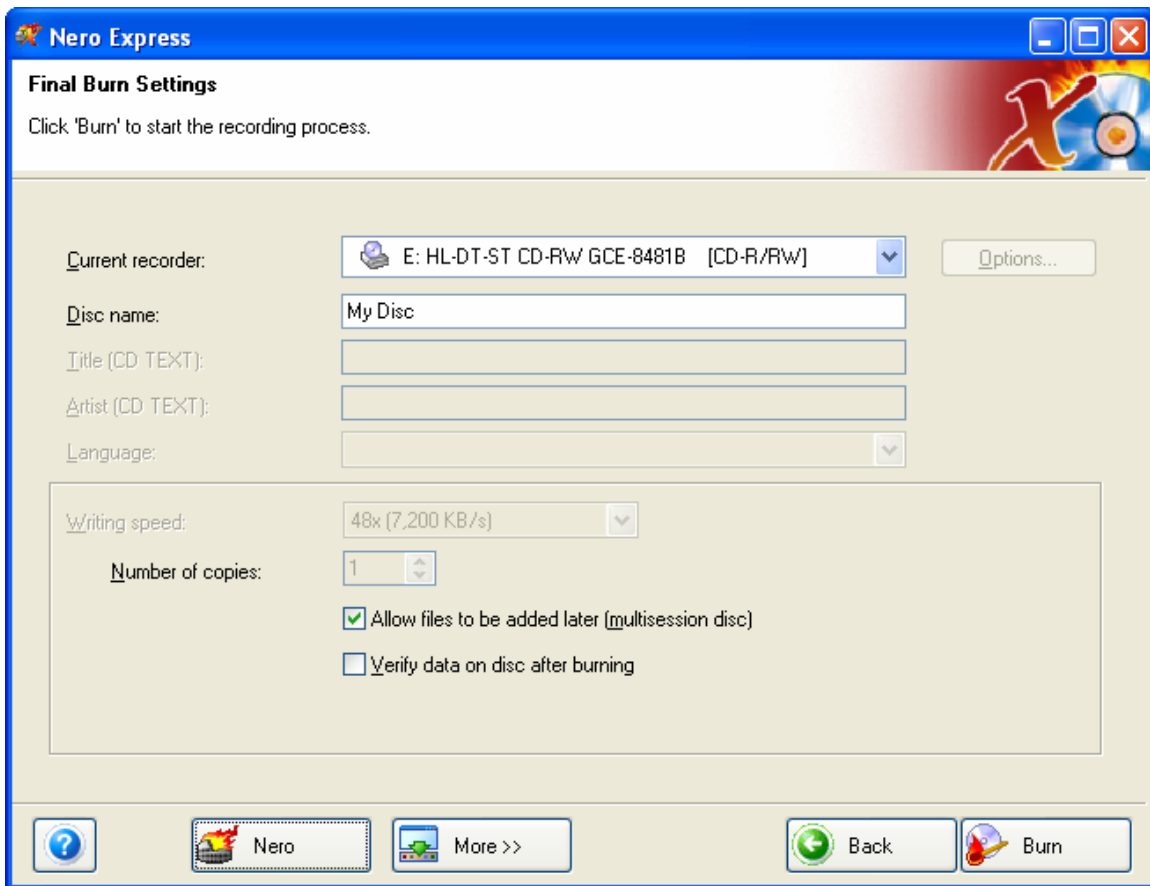 Nero Express
Final Burn Settings
Click 'Burn' to start the recording process.
Current recorder: E: HL-DT-ST CD-RW GCE-8481B [CD-R/RW] Options...
Disc name: My Disc
Title (CD TEXT):
Artist (CD TEXT):
Language:
Writing speed: 48x (7,200 KB/s)
Number of copies: 1
Allow files to be added later (multisession disc)
Verify data on disc after burning
Nero More >> Back Burn